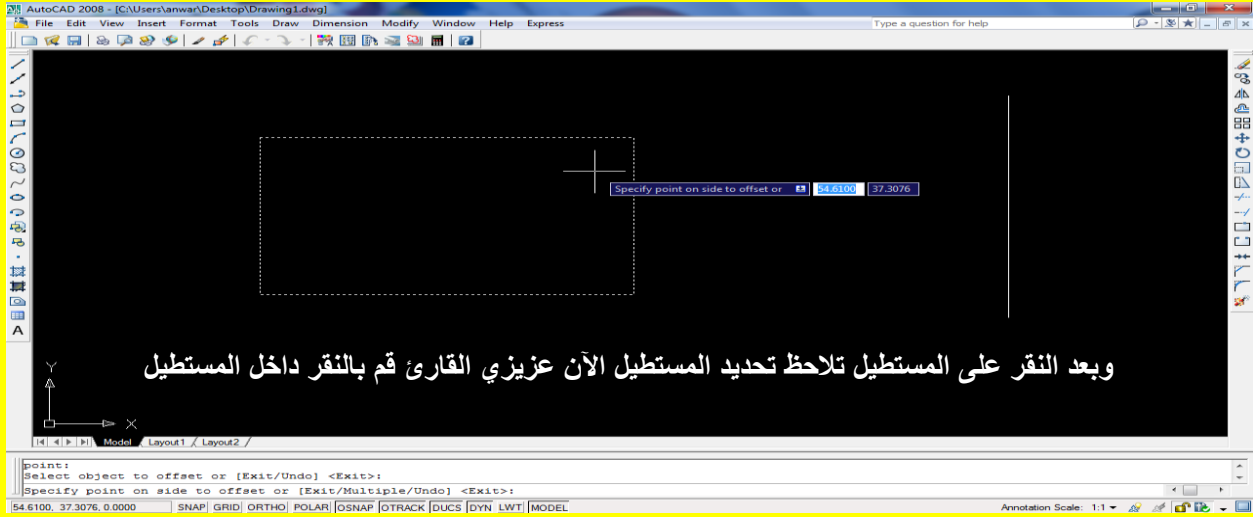 AutoCAD 2008 - [C:\Users\anwar\Desktop\Drawing1.dwg]
File Edit View Insert Format Tools Draw Dimension Modify Window Help Express Type a question for help
Specify point on side to offset or 54.6100 37.3076
وبعد النقر على المستطيل تلاحظ تحديد المستطيل الآن عزيزي القارئ قم بالنقر داخل المستطيل
Y
X
Model Layout1 Layout2
point:
Select object to offset or [Exit/Undo] <Exit>:
Specify point on side to offset or [Exit/Multiple/Undo] <Exit>:
54.6100, 37.3076, 0.0000 SNAP GRID ORTHO POLAR OSNAP OTRACK DUCS DYN LWT MODEL Annotation Scale: 1:1